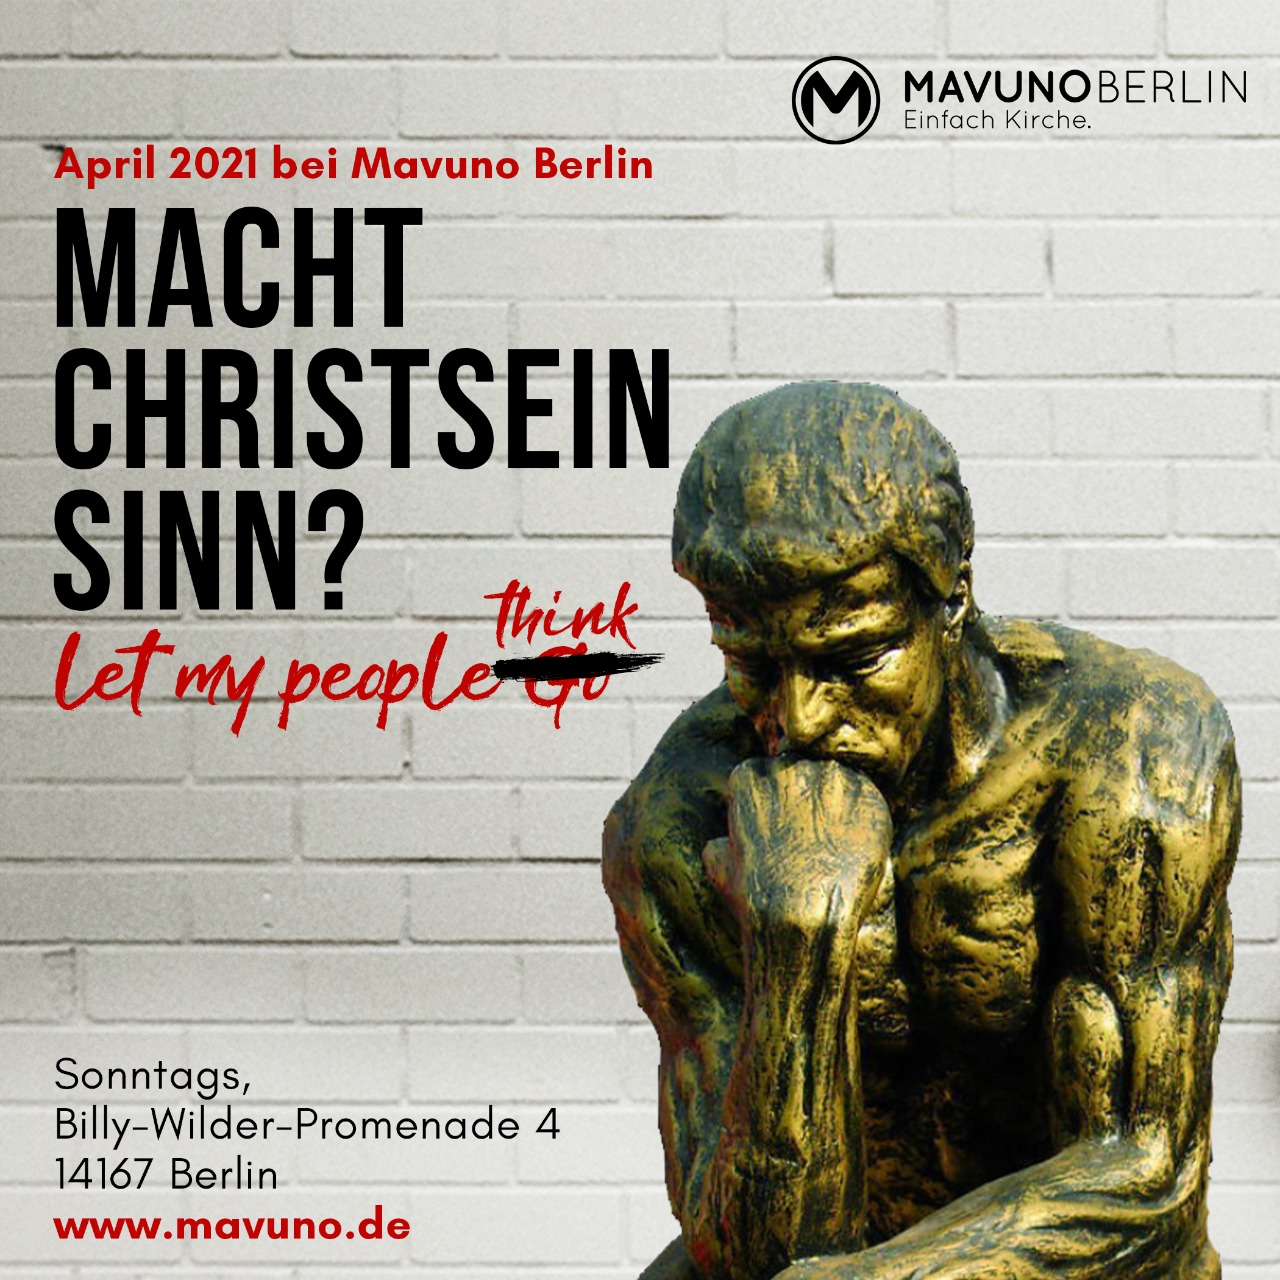 MAVUNOBERLIN
Einfach Kirche.
April 2021 bei Mavuno Berlin
MACHT
CHRISTSEIN
SINN?
think
Let my people Go
Sonntags,
Billy-Wilder-Promenade 4
14167 Berlin
www.mavuno.de